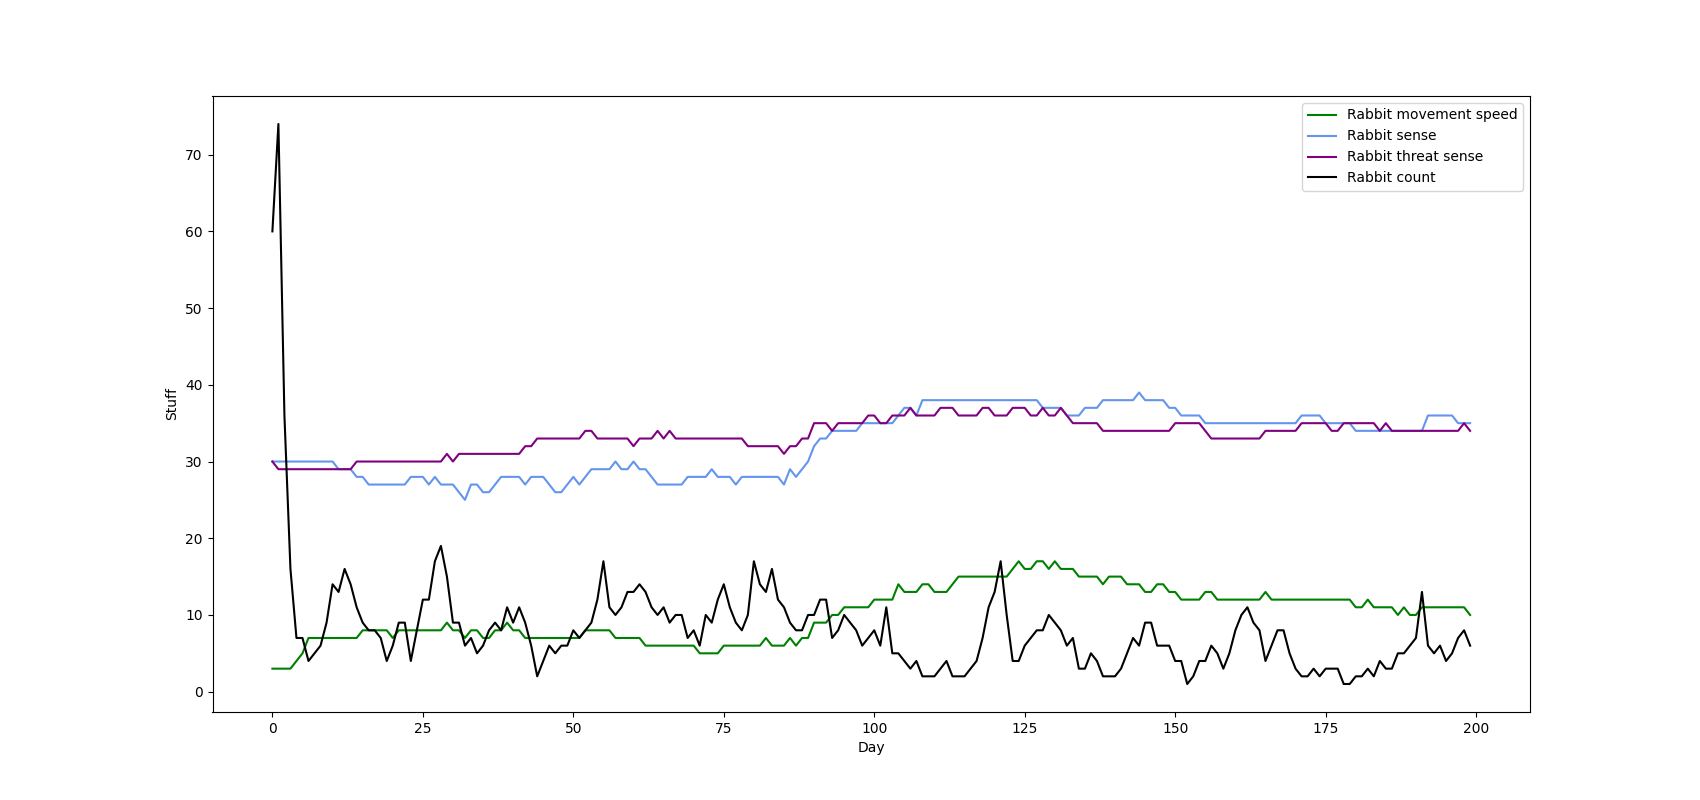 Rabbit movement speed
Rabbit sense
Rabbit threat sense
Rabbit count
70
60
50
40
30
20
10
0
Stuff
0 25 50 75 100 125 150 175 200
Day